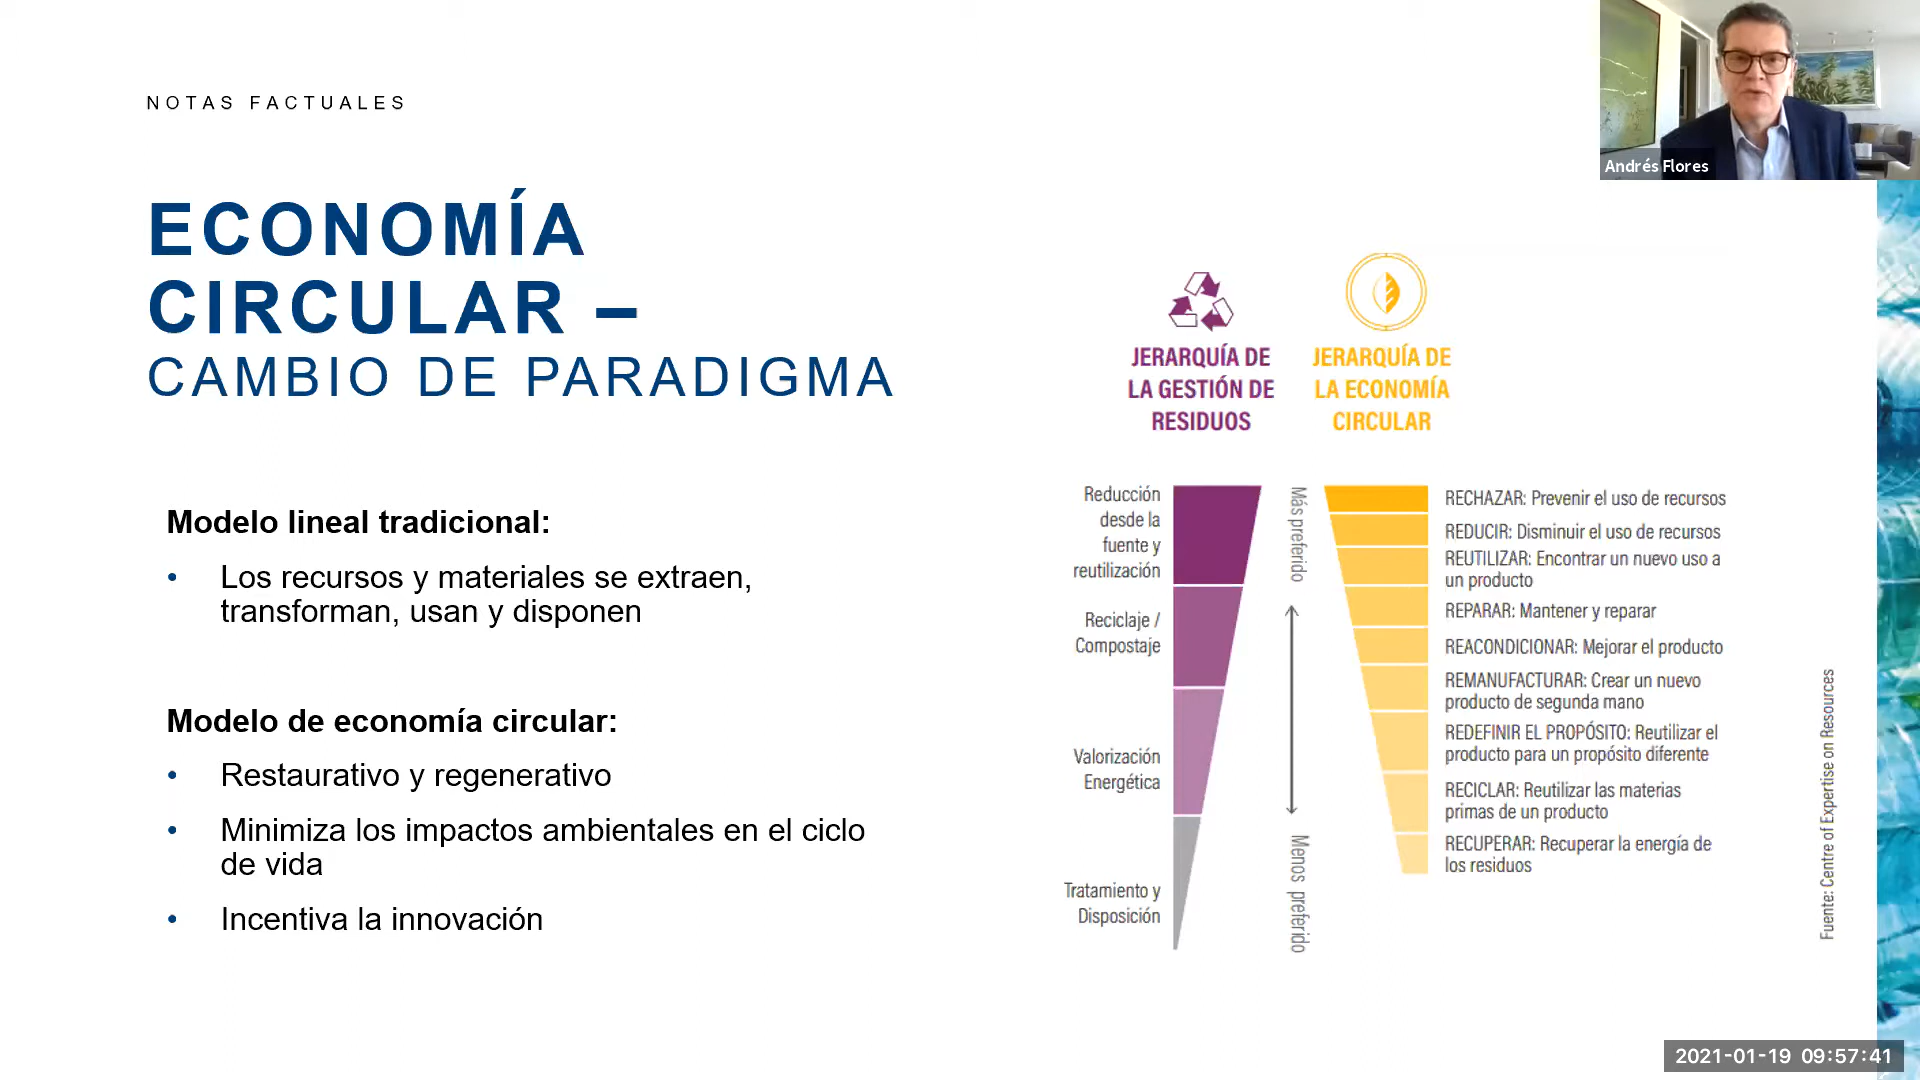 NOTAS FACTUALES
ECONOMÍA
CIRCULAR –
CAMBIO DE PARADIGMA
Modelo lineal tradicional:
• Los recursos y materiales se extraen,
transforman, usan y disponen
Modelo de economía circular:
• Restaurativo y regenerativo
• Minimiza los impactos ambientales en el ciclo
de vida
• Incentiva la innovación
JERARQUÍA DE
LA GESTIÓN DE
RESIDUOS
JERARQUÍA DE
LA ECONOMÍA
CIRCULAR
Reducción
desde la
fuente y
reutilización
Reciclaje /
Compostaje
Valorización
Energética
Tratamiento y
Disposición
Más preferido
Menos preferido
RECHAZAR: Prevenir el uso de recursos
REDUCIR: Disminuir el uso de recursos
REUTILIZAR: Encontrar un nuevo uso a
un producto
REPARAR: Mantener y reparar
REACONDICIONAR: Mejorar el producto
REMANUFACTURAR: Crear un nuevo
producto de segunda mano
REDEFINIR EL PROPÓSITO: Reutilizar el
producto para un propósito diferente
RECICLAR: Reutilizar las materias
primas de un producto
RECUPERAR: Recuperar la energía de
los residuos
Fuente: Centre of Expertise on Resources
Andrés Flores
2021-01-19 09:57:41